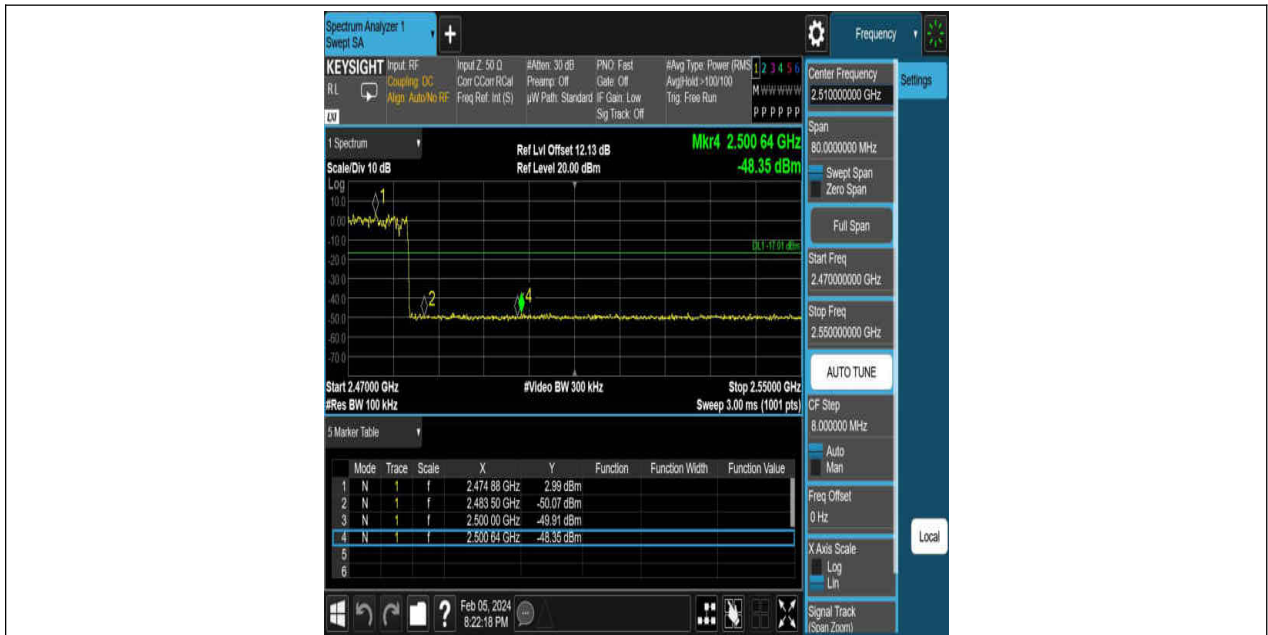 Spectrum Analyzer 1
Swept SA
+
Frequency
KEYSIGHT
RL
LXI
Input: RF
Coupling: DC
Align: Auto/No RF
Input Z: 50 Ω
Corr CCorr RCal
Freq Ref: Int (S)
#Atten: 30 dB
Preamp: Off
µW Path: Standard
PNO: Fast
Gate: Off
IF Gain: Low
Sig Track: Off
#Avg Type: Power (RMS
Avg|Hold:>100/100
Trig: Free Run
1 2 3 4 5 6
M W W W W W
P P P P P P
1 Spectrum
Scale/Div 10 dB
Ref Lvl Offset 12.13 dB
Ref Level 20.00 dBm
Mkr4 2.500 64 GHz
-48.35 dBm
Log
10.0
0.00
-10.0
-20.0
-30.0
-40.0
-50.0
-60.0
-70.0
1
2
4
DL1 -17.01 dBm
Start 2.47000 GHz
#Video BW 300 kHz
Stop 2.55000 GHz
#Res BW 100 kHz
Sweep 3.00 ms (1001 pts)
5 Marker Table
Mode Trace Scale X Y Function Function Width Function Value
1 N 1 f 2.474 88 GHz 2.99 dBm
2 N 1 f 2.483 50 GHz -50.07 dBm
3 N 1 f 2.500 00 GHz -49.91 dBm
4 N 1 f 2.500 64 GHz -48.35 dBm
5
6
?
Feb 05, 2024
8:22:18 PM
Center Frequency
2.510000000 GHz
Settings
Span
80.0000000 MHz
Swept Span
Zero Span
Full Span
Start Freq
2.470000000 GHz
Stop Freq
2.550000000 GHz
AUTO TUNE
CF Step
8.000000 MHz
Auto
Man
Freq Offset
0 Hz
Local
X Axis Scale
Log
Lin
Signal Track
(Span Zoom)